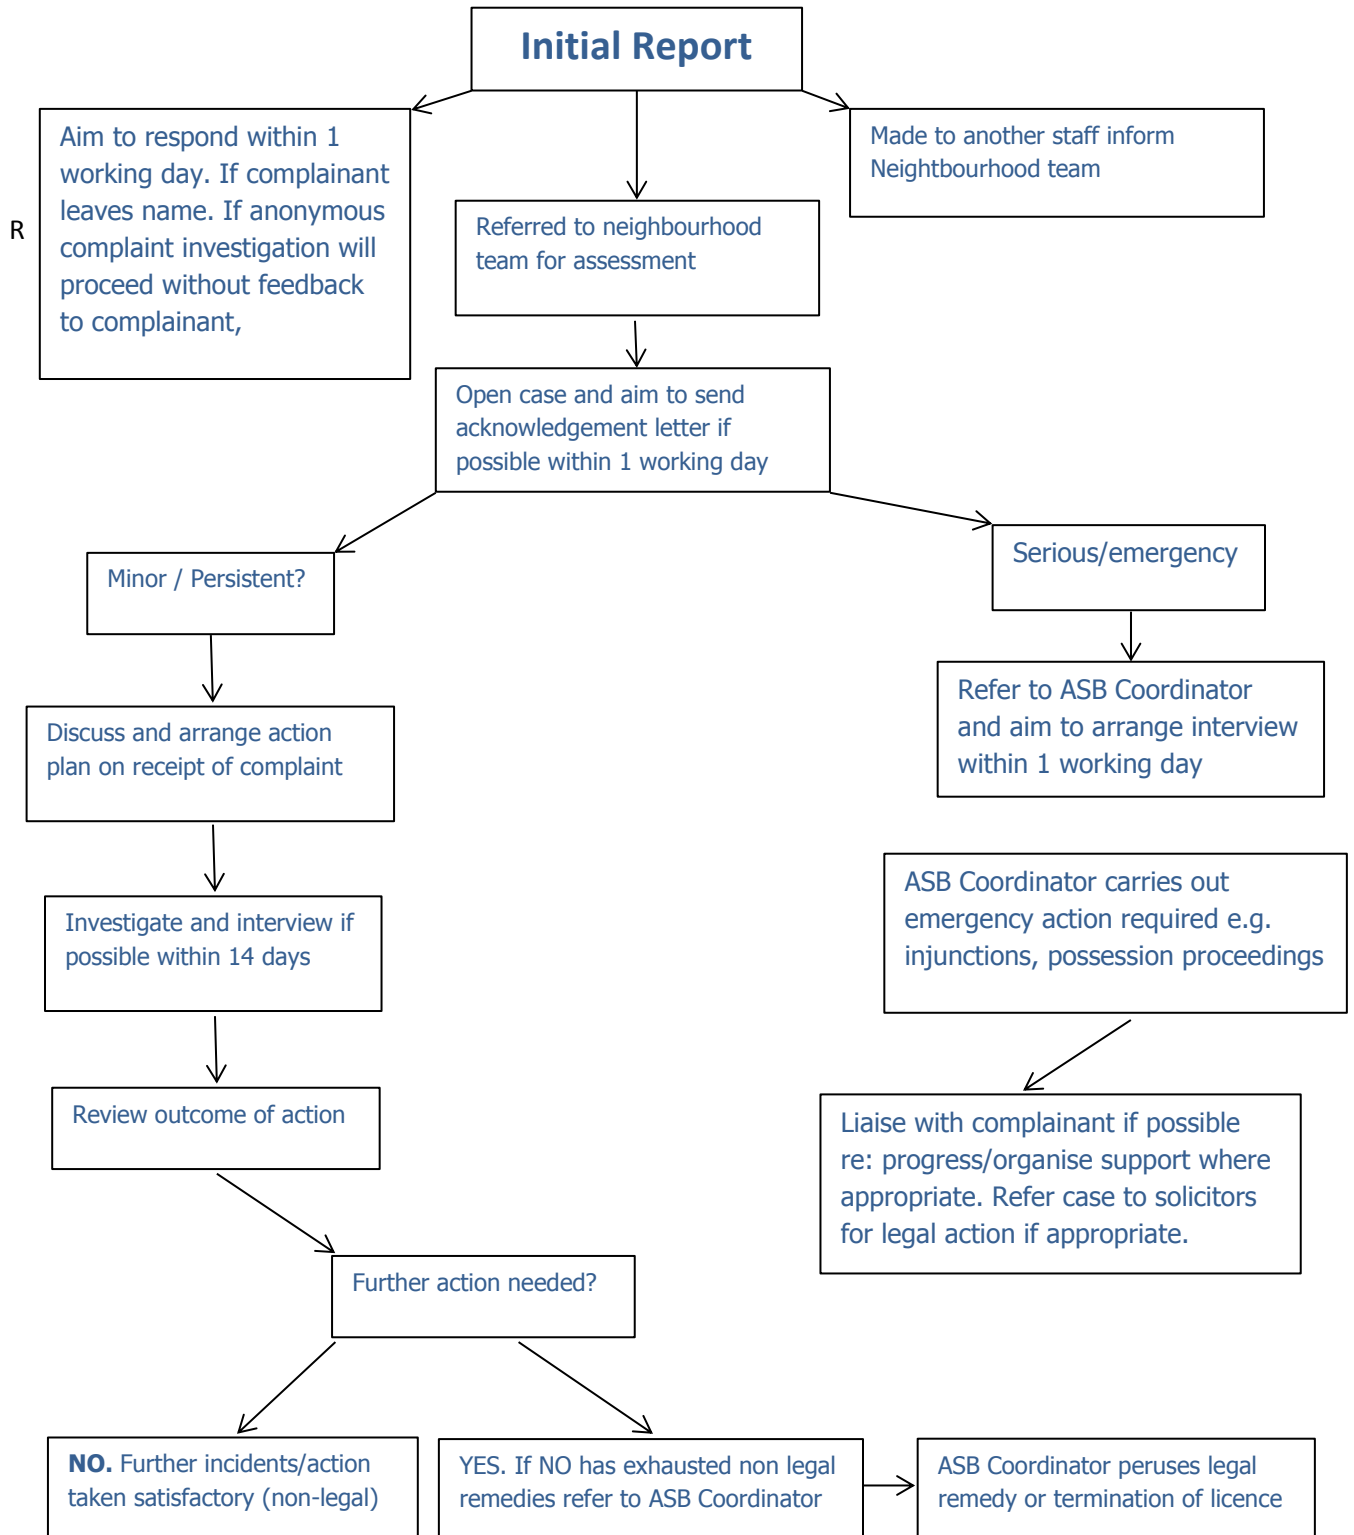 Initial Report
Aim to respond within 1
working day. If complainant
leaves name. If anonymous
complaint investigation will
proceed without feedback
to complainant,
R
Made to another staff inform
Neightbourhood team
Referred to neighbourhood
team for assessment
Open case and aim to send
acknowledgement letter if
possible within 1 working day
Minor / Persistent?
Serious/emergency
Discuss and arrange action
plan on receipt of complaint
Refer to ASB Coordinator
and aim to arrange interview
within 1 working day
Investigate and interview if
possible within 14 days
ASB Coordinator carries out
emergency action required e.g.
injunctions, possession proceedings
Review outcome of action
Liaise with complainant if possible
re: progress/organise support where
appropriate. Refer case to solicitors
for legal action if appropriate.
Further action needed?
NO. Further incidents/action
taken satisfactory (non-legal)
YES. If NO has exhausted non legal
remedies refer to ASB Coordinator
ASB Coordinator peruses legal
remedy or termination of licence